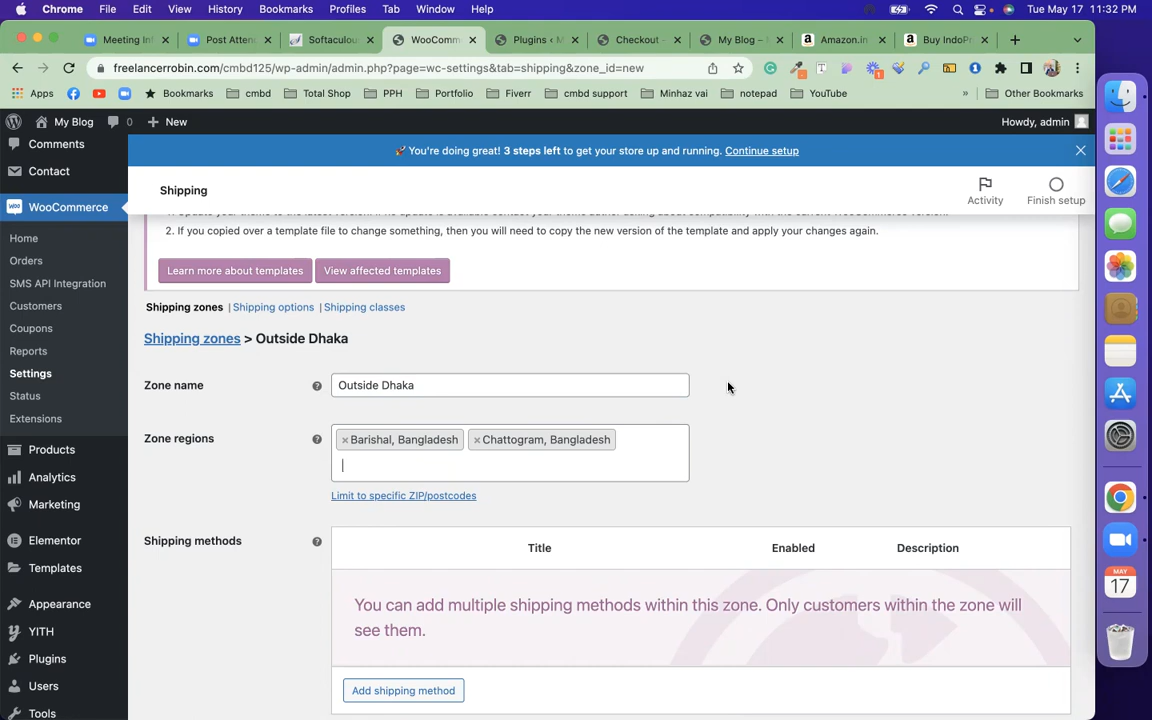 Chrome File Edit View History Bookmarks Profiles Tab Window Help Tue May 17 11:32 PM
Meeting In Post Atten Softaculous WooComm Plugins ‹ M Checkout – My Blog – Amazon.in Buy IndoP
freelancerrobin.com/cmbd125/wp-admin/admin.php?page=wc-settings&tab=shipping&zone_id=new
Apps Bookmarks cmbd Total Shop PPH Portfolio Fiverr cmbd support Minhaz vai notepad YouTube » Other Bookmarks
My Blog 0 New Howdy, admin
Comments
Contact
WooCommerce
Home
Orders
SMS API Integration
Customers
Coupons
Reports
Settings
Status
Extensions
Products
Analytics
Marketing
Elementor
Templates
Appearance
YITH
Plugins
Users
Tools
🚀 You're doing great! 3 steps left to get your store up and running. Continue setup
Shipping
Activity Finish setup
2. If you copied over a template file to change something, then you will need to copy the new version of the template and apply your changes again.
Learn more about templates View affected templates
Shipping zones | Shipping options | Shipping classes
Shipping zones > Outside Dhaka
Zone name Outside Dhaka
Zone regions × Barishal, Bangladesh × Chattogram, Bangladesh
Limit to specific ZIP/postcodes
Shipping methods Title Enabled Description
You can add multiple shipping methods within this zone. Only customers within the zone will
see them.
Add shipping method
MAY
17